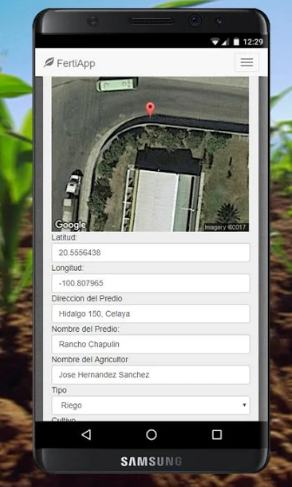 12:29
FertiApp
Google
Imagery ©2017
Latitud:
20.5556438
Longitud:
-100.807965
Direccion del Predio
Hidalgo 150, Celaya
Nombre del Predio:
Rancho Chapulin
Nombre del Agricultor
Jose Hernandez Sanchez
Tipo
Riego
Cultivo
SAMSUNG